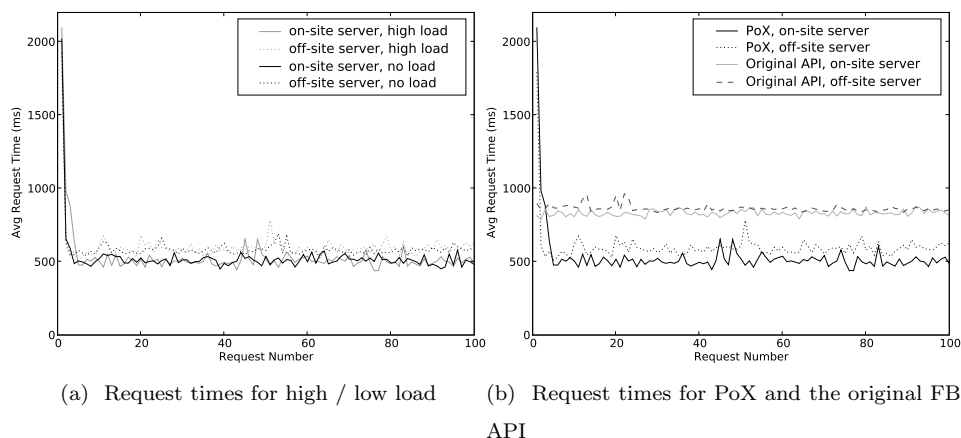 2000
1500
1000
500
0
Avg Request Time (ms)
on-site server, high load
off-site server, high load
on-site server, no load
off-site server, no load
0 20 40 60 80 100
Request Number
(a) Request times for high / low load
2000
1500
1000
500
0
Avg Request Time (ms)
PoX, on-site server
PoX, off-site server
Original API, on-site server
Original API, off-site server
0 20 40 60 80 100
Request Number
(b) Request times for PoX and the original FB
API